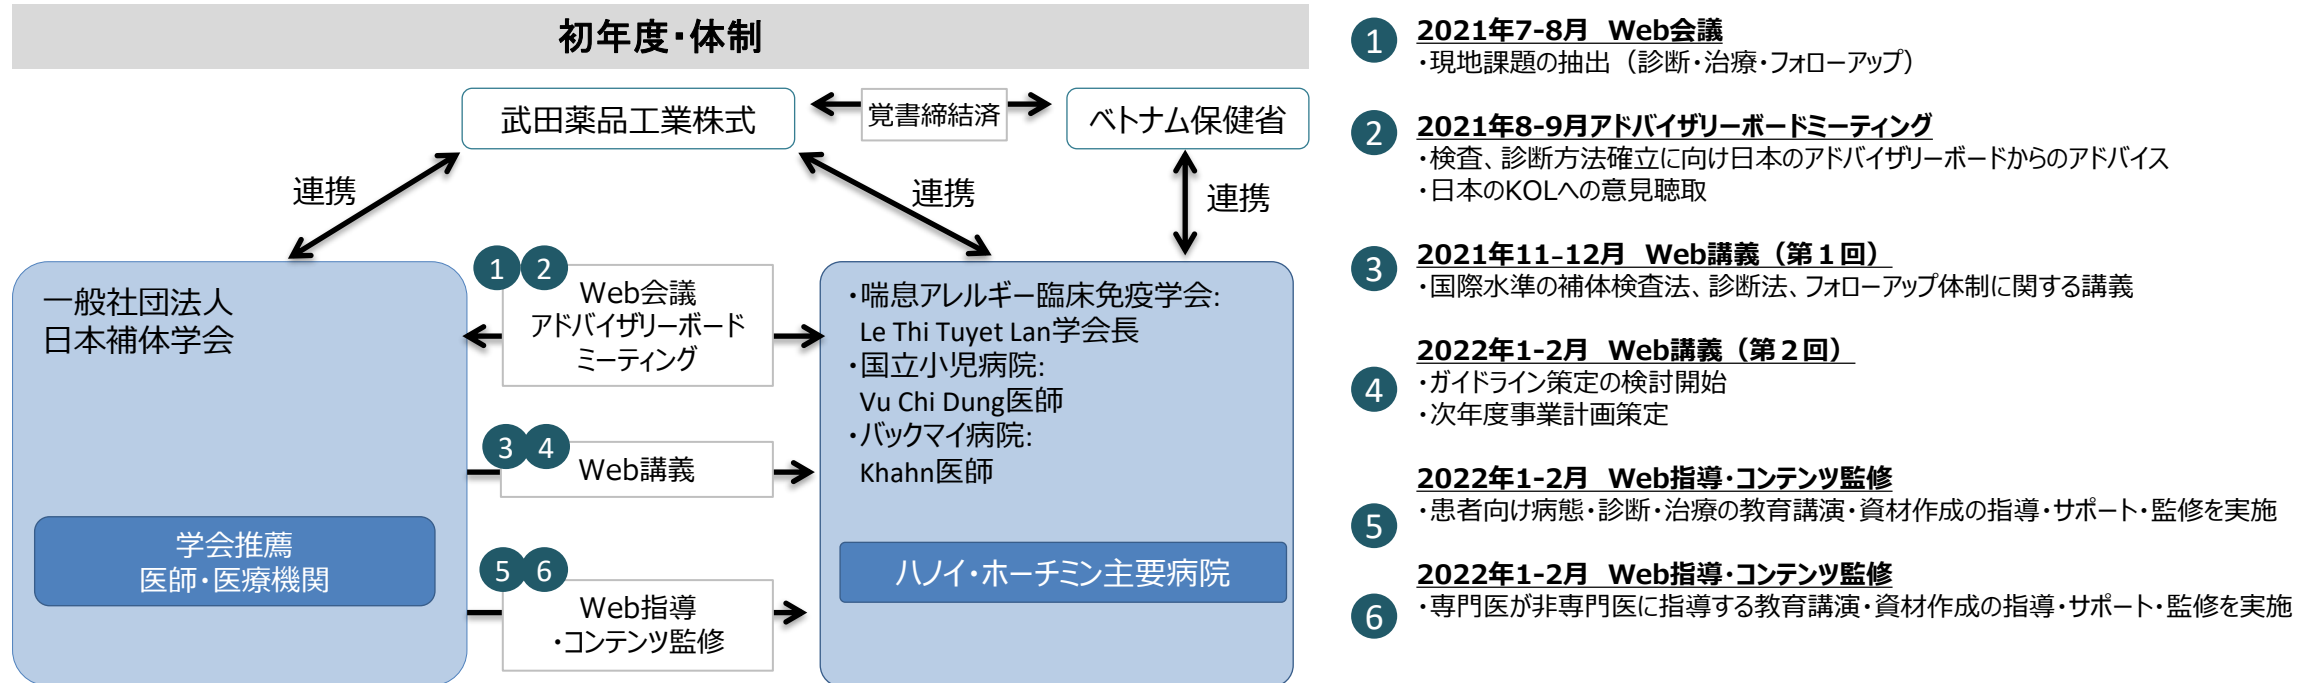 初年度・体制
武田薬品工業株式
覚書締結済
ベトナム保健省
連携
連携
連携
一般社団法人
日本補体学会
学会推薦
医師・医療機関
1 2
Web会議
アドバイザリーボード
ミーティング
3 4
Web講義
5 6
Web指導
・コンテンツ監修
・喘息アレルギー臨床免疫学会:
Le Thi Tuyet Lan学会長
・国立小児病院:
Vu Chi Dung医師
・バックマイ病院:
Khahn医師
ハノイ・ホーチミン主要病院
1
2021年7-8月 Web会議
・現地課題の抽出（診断・治療・フォローアップ）
2
2021年8-9月アドバイザリーボードミーティング
・検査、診断方法確立に向け日本のアドバイザリーボードからのアドバイス
・日本のKOLへの意見聴取
3
2021年11-12月 Web講義（第１回）
・国際水準の補体検査法、診断法、フォローアップ体制に関する講義
4
2022年1-2月 Web講義（第２回）
・ガイドライン策定の検討開始
・次年度事業計画策定
5
2022年1-2月 Web指導・コンテンツ監修
・患者向け病態・診断・治療の教育講演・資材作成の指導・サポート・監修を実施
6
2022年1-2月 Web指導・コンテンツ監修
・専門医が非専門医に指導する教育講演・資材作成の指導・サポート・監修を実施